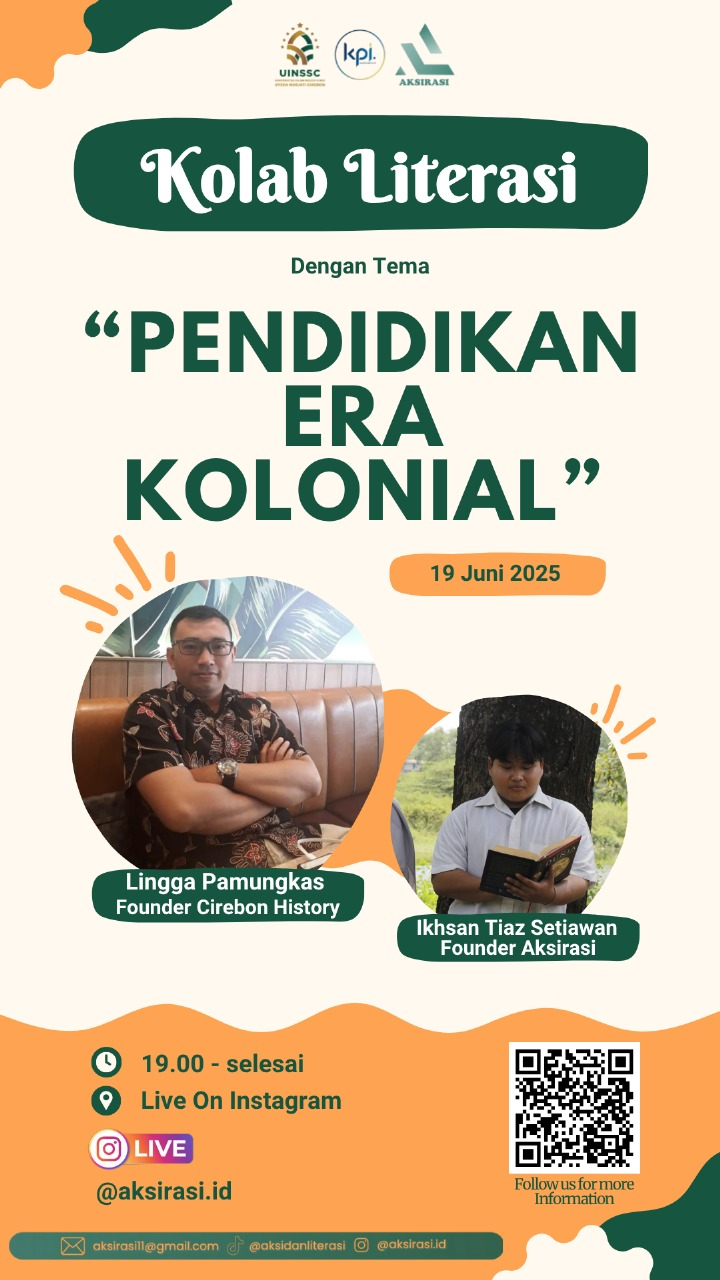 UINSSC
kpi.
AKSIRASI
Kolab Literasi
Dengan Tema
“PENDIDIKAN
ERA
KOLONIAL”
19 Juni 2025
Lingga Pamungkas
Founder Cirebon History
Ikhsan Tiaz Setiawan
Founder Aksirasi
19.00 - selesai
Live On Instagram
LIVE
@aksirasi.id
Follow us for more
Information
aksirasi11@gmail.com @aksidanliterasi @aksirasi.id